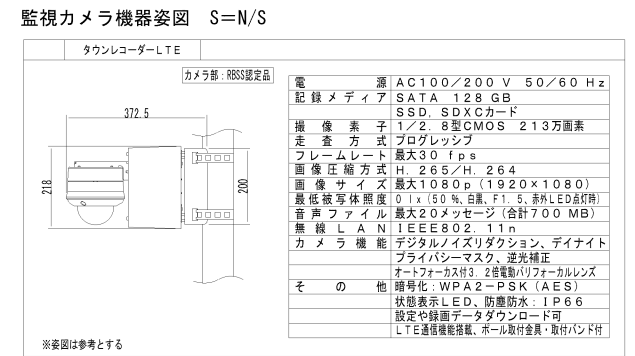 監視カメラ機器姿図　S＝N/S
タウンレコーダーLTE
カメラ部：RBSS認定品
372.5
218
200
電源 AC100／200 V　50／60 Hz
記録メディア SATA　128 GB
SSD，SDXCカード
撮像素子 1／2．8型CMOS　213万画素
走査方式 プログレッシブ
フレームレート 最大30 fps
画像圧縮方式 H．265／H．264
画像サイズ 最大1080p（1920×1080）
最低被写体照度 0 lx（50 %、白黒、F1．5、赤外LED点灯時）
音声ファイル 最大20メッセージ（合計700 MB）
無線LAN IEEE802．11n
カメラ機能 デジタルノイズリダクション、デイナイト
プライバシーマスク、逆光補正
オートフォーカス付3．2倍電動バリフォーカルレンズ
その他 暗号化：WPA2－PSK（AES）
状態表示LED、防塵防水：IP66
設定や録画データダウンロード可
LTE通信機能搭載、ポール取付金具・取付バンド付
※姿図は参考とする